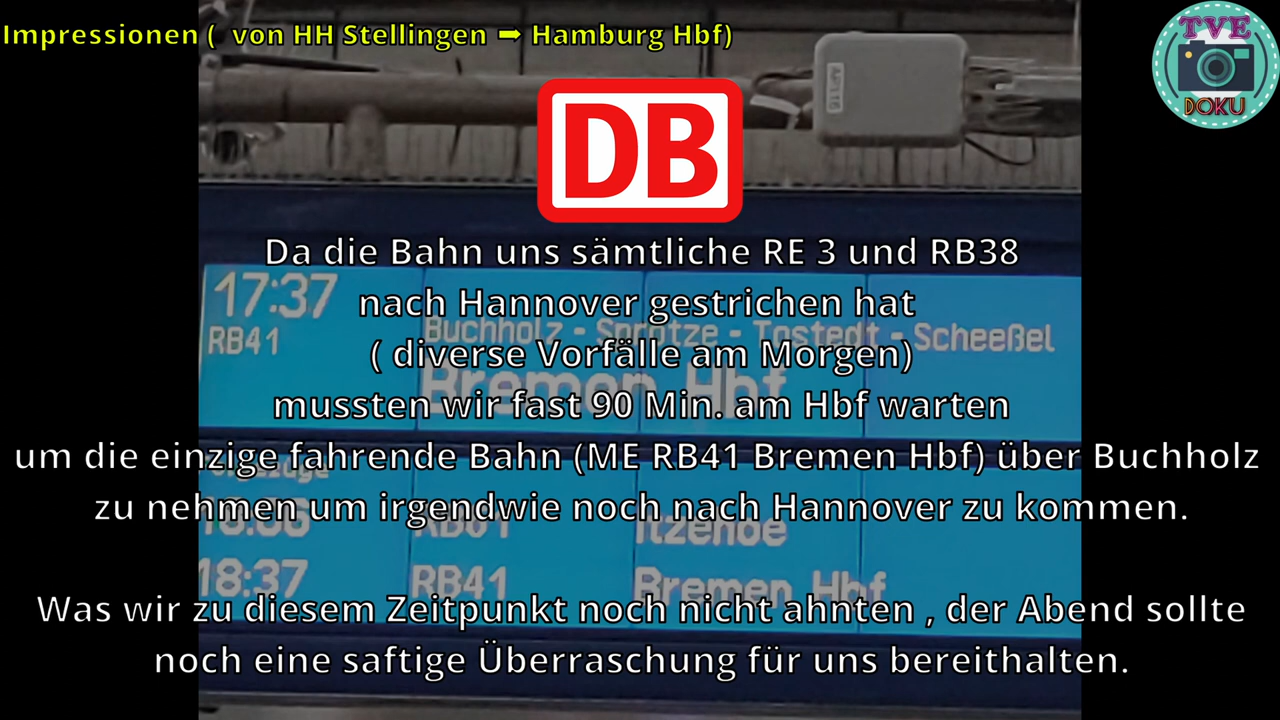 Impressionen ( von HH Stellingen ➡ Hamburg Hbf)
TVE
DOKU
AP116
DB
Da die Bahn uns sämtliche RE 3 und RB38
nach Hannover gestrichen hat
( diverse Vorfälle am Morgen)
mussten wir fast 90 Min. am Hbf warten
um die einzige fahrende Bahn (ME RB41 Bremen Hbf) über Buchholz
zu nehmen um irgendwie noch nach Hannover zu kommen.
Was wir zu diesem Zeitpunkt noch nicht ahnten , der Abend sollte
noch eine saftige Überraschung für uns bereithalten.
17:37
RB41
Buchholz - Sprötze - Tostedt - Scheeßel
Bremen Hbf
RB61 Itzehoe
18:37 RB41 Bremen Hbf